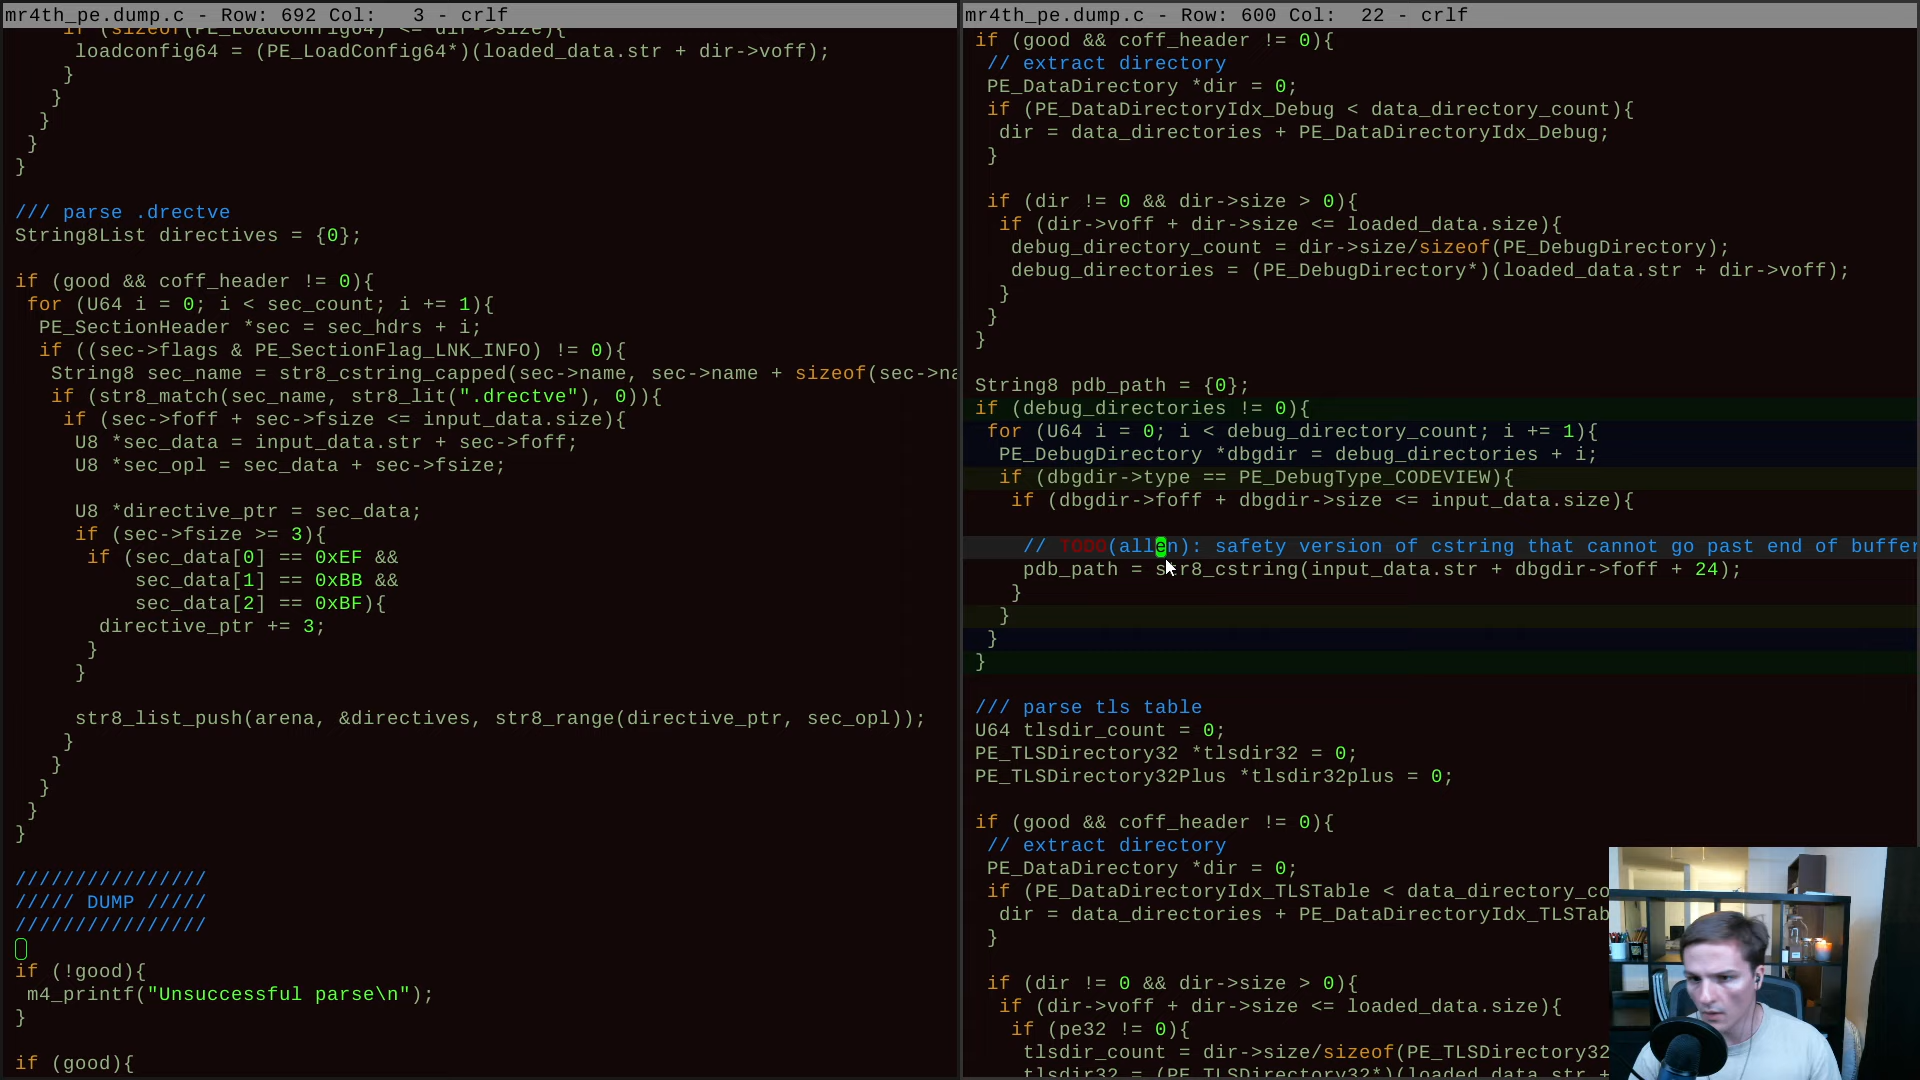 mr4th_pe.dump.c - Row: 692 Col:   3 - crlf
if (sizeof(PE_LoadConfig64) <= dir->size){
loadconfig64 = (PE_LoadConfig64*)(loaded_data.str + dir->voff);
}
}
}
}
}
/// parse .drectve
String8List directives = {0};
if (good && coff_header != 0){
for (U64 i = 0; i < sec_count; i += 1){
PE_SectionHeader *sec = sec_hdrs + i;
if ((sec->flags & PE_SectionFlag_LNK_INFO) != 0){
String8 sec_name = str8_cstring_capped(sec->name, sec->name + sizeof(sec->na
if (str8_match(sec_name, str8_lit(".drectve"), 0)){
if (sec->foff + sec->fsize <= input_data.size){
U8 *sec_data = input_data.str + sec->foff;
U8 *sec_opl = sec_data + sec->fsize;
U8 *directive_ptr = sec_data;
if (sec->fsize >= 3){
if (sec_data[0] == 0xEF &&
sec_data[1] == 0xBB &&
sec_data[2] == 0xBF){
directive_ptr += 3;
}
}
str8_list_push(arena, &directives, str8_range(directive_ptr, sec_opl));
}
}
}
}
}
////////////////
///// DUMP /////
////////////////
if (!good){
m4_printf("Unsuccessful parse\n");
}
if (good){
mr4th_pe.dump.c - Row: 600 Col:  22 - crlf
if (good && coff_header != 0){
// extract directory
PE_DataDirectory *dir = 0;
if (PE_DataDirectoryIdx_Debug < data_directory_count){
dir = data_directories + PE_DataDirectoryIdx_Debug;
}
if (dir != 0 && dir->size > 0){
if (dir->voff + dir->size <= loaded_data.size){
debug_directory_count = dir->size/sizeof(PE_DebugDirectory);
debug_directories = (PE_DebugDirectory*)(loaded_data.str + dir->voff);
}
}
}
String8 pdb_path = {0};
if (debug_directories != 0){
for (U64 i = 0; i < debug_directory_count; i += 1){
PE_DebugDirectory *dbgdir = debug_directories + i;
if (dbgdir->type == PE_DebugType_CODEVIEW){
if (dbgdir->foff + dbgdir->size <= input_data.size){
// TODO(allen): safety version of cstring that cannot go past end of buffer
pdb_path = str8_cstring(input_data.str + dbgdir->foff + 24);
}
}
}
}
/// parse tls table
U64 tlsdir_count = 0;
PE_TLSDirectory32 *tlsdir32 = 0;
PE_TLSDirectory32Plus *tlsdir32plus = 0;
if (good && coff_header != 0){
// extract directory
PE_DataDirectory *dir = 0;
if (PE_DataDirectoryIdx_TLSTable < data_directory_co
dir = data_directories + PE_DataDirectoryIdx_TLSTab
}
if (dir != 0 && dir->size > 0){
if (dir->voff + dir->size <= loaded_data.size){
if (pe32 != 0){
tlsdir_count = dir->size/sizeof(PE_TLSDirectory32
tlsdir32 = (PE_TLSDirectory32*)(loaded_data.str +